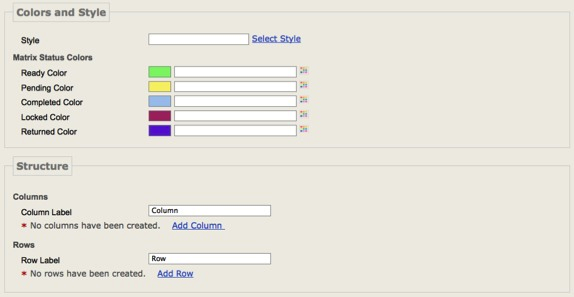 Colors and Style
Style Select Style
Matrix Status Colors
Ready Color
Pending Color
Completed Color
Locked Color
Returned Color
Structure
Columns
Column Label Column
* No columns have been created. Add Column
Rows
Row Label Row
* No rows have been created. Add Row